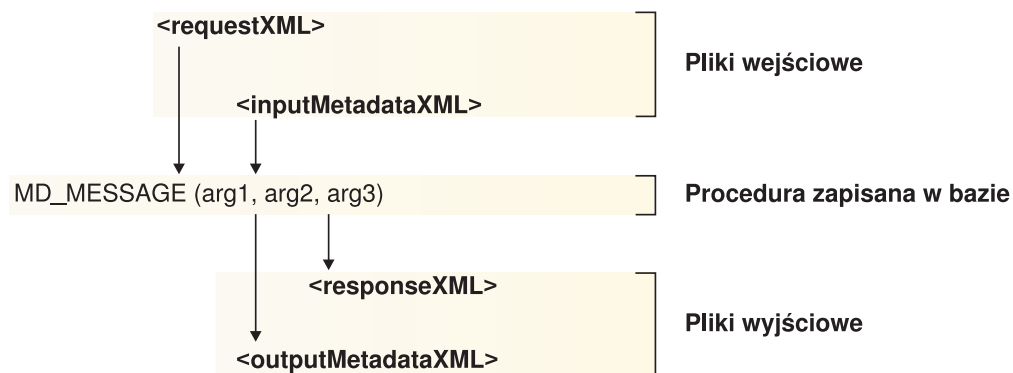 <requestXML>
Pliki wejściowe
<inputMetadataXML>
MD_MESSAGE (arg1, arg2, arg3)
Procedura zapisana w bazie
<responseXML>
Pliki wyjściowe
<outputMetadataXML>